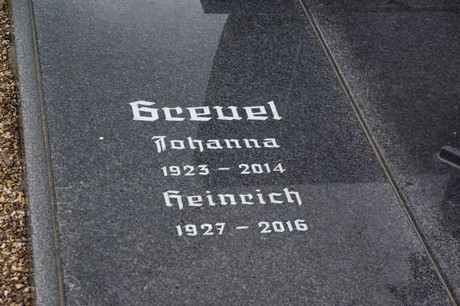 Greuel
Johanna
1923 - 2014
Heinrich
1927 - 2016